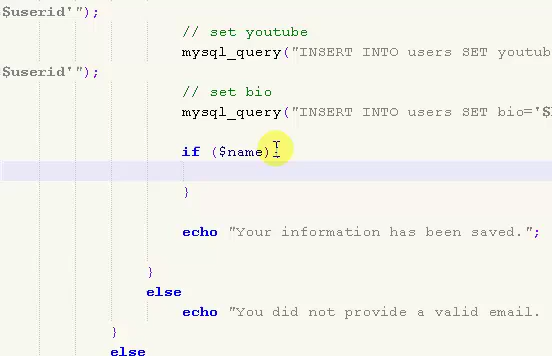 $userid'");
// set youtube
mysql_query("INSERT INTO users SET youtub
$userid'");
// set bio
mysql_query("INSERT INTO users SET bio='$
if ($name)
}
echo "Your information has been saved.";
}
else
echo "You did not provide a valid email.
}
else